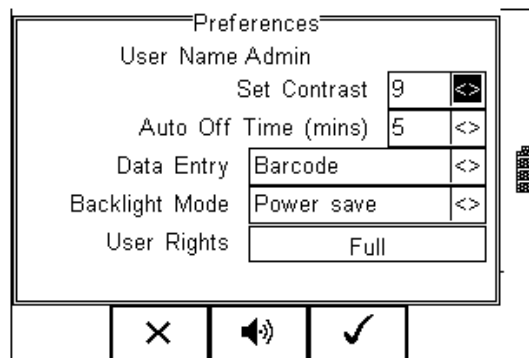 Preferences
User Name Admin
Set Contrast 9 <>
Auto Off Time (mins) 5 <>
Data Entry Barcode <>
Backlight Mode Power save <>
User Rights Full